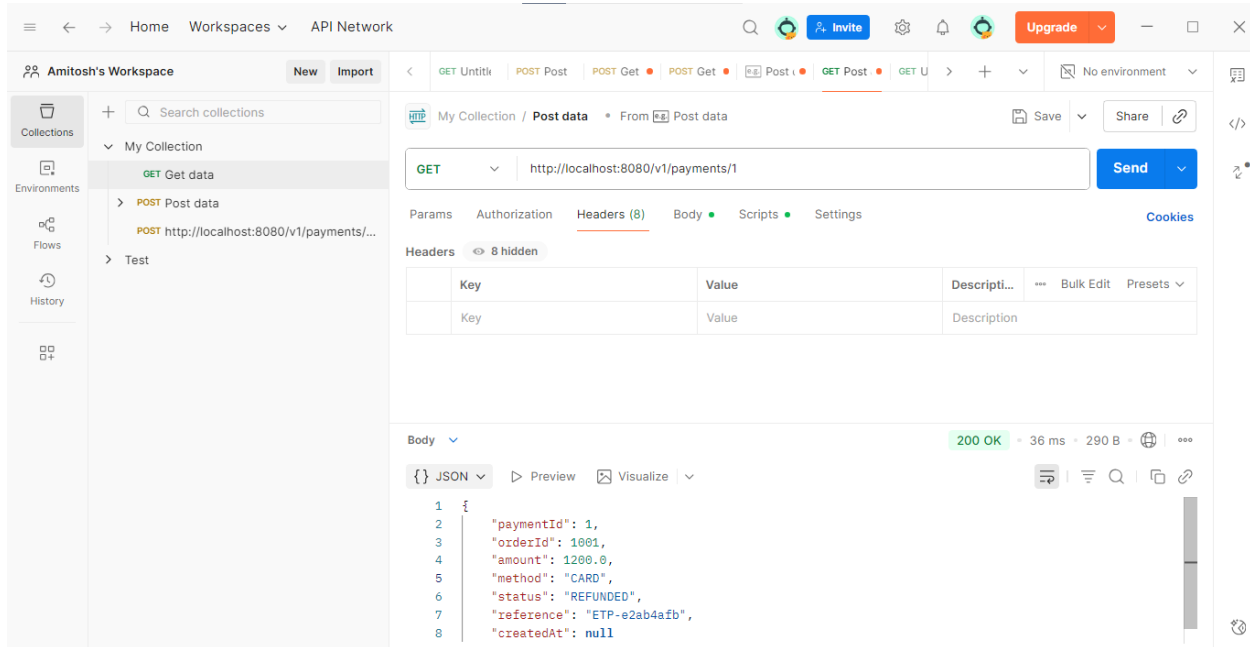 Home Workspaces API Network Invite Upgrade
Amitosh's Workspace New Import GET Untitle POST Post POST Get POST Get e.g. Post GET Post GET U No environment
Collections Search collections
My Collection / Post data From e.g. Post data Save Share
HTTP
My Collection
GET Get data
GET http://localhost:8080/v1/payments/1 Send
Environments
POST Post data
POST http://localhost:8080/v1/payments/...
Params Authorization Headers (8) Body Scripts Settings Cookies
Flows
Test
Headers 8 hidden
Key Value Descripti... Bulk Edit Presets
History
Key Value Description
Body 200 OK 36 ms 290 B
{} JSON Preview Visualize
1 {
2 "paymentId": 1,
3 "orderId": 1001,
4 "amount": 1200.0,
5 "method": "CARD",
6 "status": "REFUNDED",
7 "reference": "ETP-e2ab4afb",
8 "createdAt": null